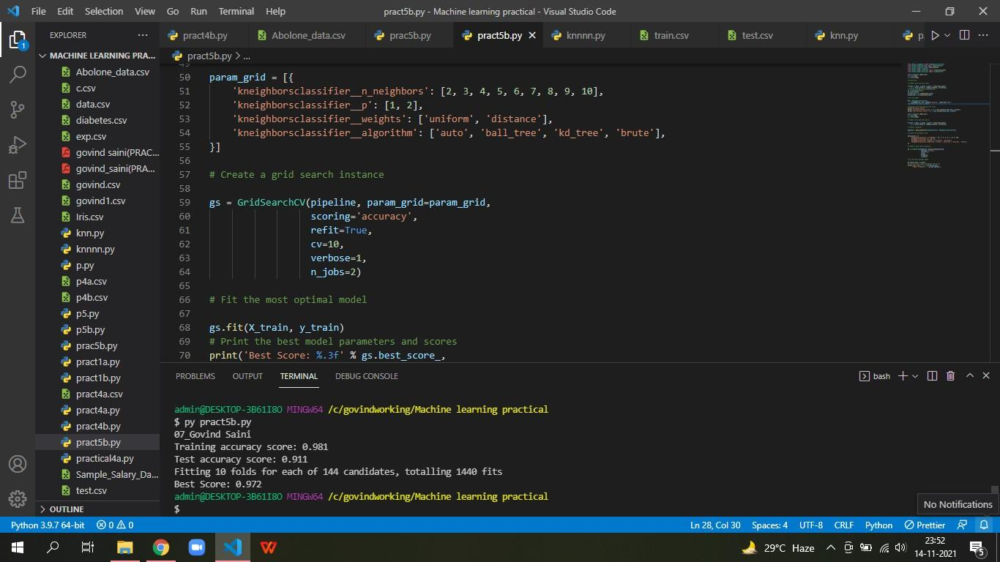 File Edit Selection View Go Run Terminal Help pract5b.py - Machine learning practical - Visual Studio Code
EXPLORER ··· pract4b.py Abolone_data.csv prac5b.py pract5b.py knnnn.py train.csv test.csv knn.py p.
1
MACHINE LEARNING PRA...
pract5b.py > ...
Abolone_data.csv
c.csv
data.csv
diabetes.csv
exp.csv
govind saini(PRAC...
govind_saini(PRA...
govind.csv
govind1.csv
Iris.csv
knn.py
knnnn.py
p.py
p4a.csv
p4b.csv
p5.py
p5b.py
prac5b.py
pract1a.py
pract1b.py
pract4a.csv
pract4a.py
pract4b.py
pract5b.py
practical4a.py
Sample_Salary_Da...
test.csv
OUTLINE
49
50 param_grid = [{
51 'kneighborsclassifier__n_neighbors': [2, 3, 4, 5, 6, 7, 8, 9, 10],
52 'kneighborsclassifier__p': [1, 2],
53 'kneighborsclassifier__weights': ['uniform', 'distance'],
54 'kneighborsclassifier__algorithm': ['auto', 'ball_tree', 'kd_tree', 'brute'],
55 }]
56
57 # Create a grid search instance
58
59 gs = GridSearchCV(pipeline, param_grid=param_grid,
60 scoring='accuracy',
61 refit=True,
62 cv=10,
63 verbose=1,
64 n_jobs=2)
65
66 # Fit the most optimal model
67
68 gs.fit(X_train, y_train)
69 # Print the best model parameters and scores
70 print('Best Score: %.3f' % gs.best_score_,
PROBLEMS OUTPUT TERMINAL DEBUG CONSOLE bash
admin@DESKTOP-3B61I8O MINGW64 /c/govindworking/Machine learning practical
$ py pract5b.py
07_Govind Saini
Training accuracy score: 0.981
Test accuracy score: 0.911
Fitting 10 folds for each of 144 candidates, totalling 1440 fits
Best Score: 0.972
admin@DESKTOP-3B61I8O MINGW64 /c/govindworking/Machine learning practical
$
No Notifications
Python 3.9.7 64-bit 0 0 Ln 28, Col 30 Spaces: 4 UTF-8 CRLF Python Prettier
29°C Haze 23:52
14-11-2021 5